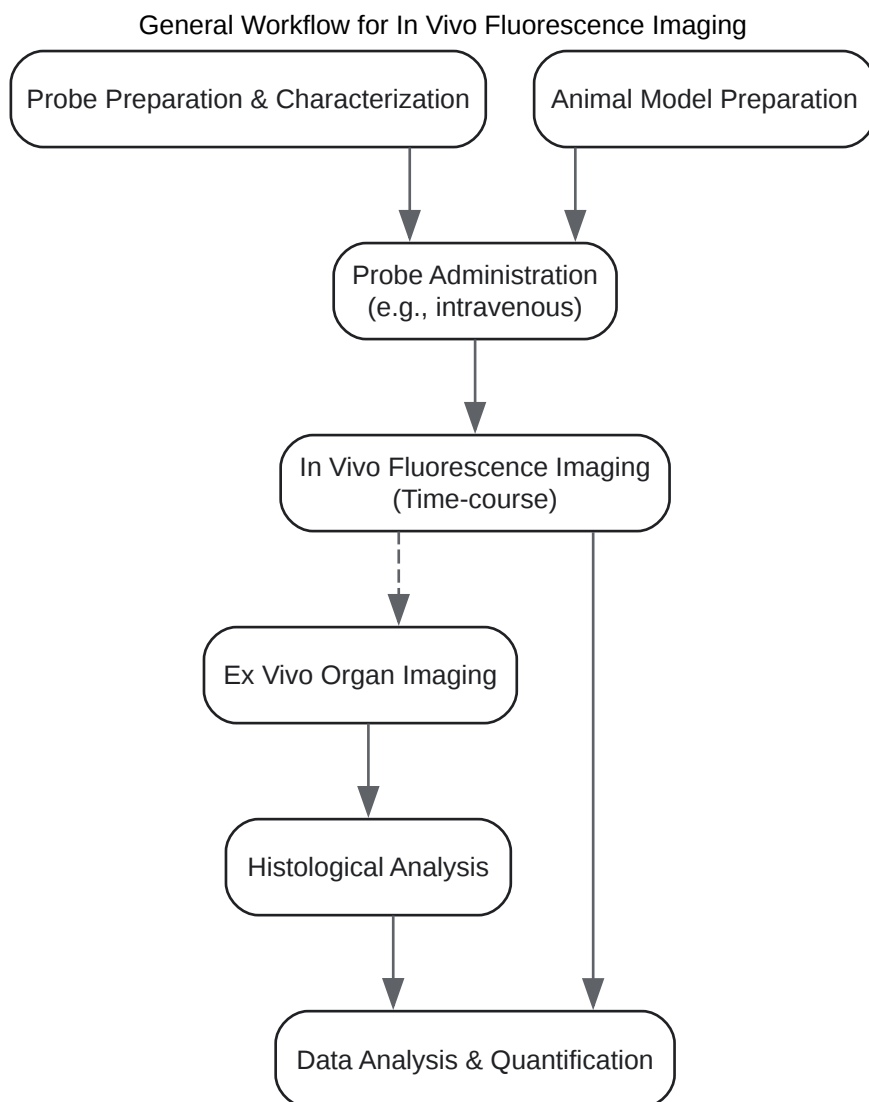 General Workflow for In Vivo Fluorescence Imaging
Probe Preparation & Characterization
Animal Model Preparation
Probe Administration
(e.g., intravenous)
In Vivo Fluorescence Imaging
(Time-course)
Ex Vivo Organ Imaging
Histological Analysis
Data Analysis & Quantification